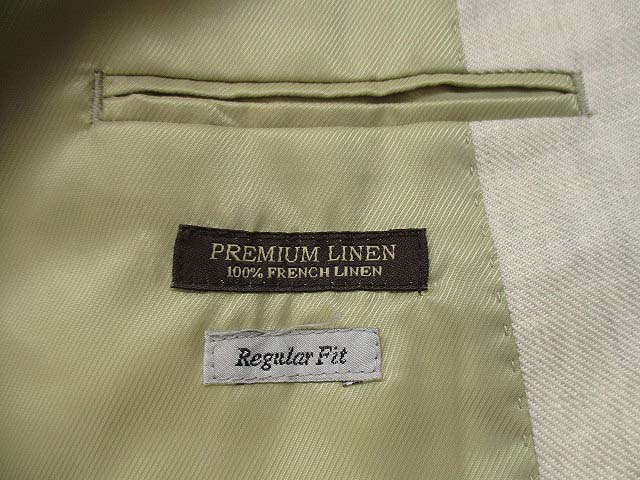 PREMIUM LINEN
100% FRENCH LINEN
Regular Fit